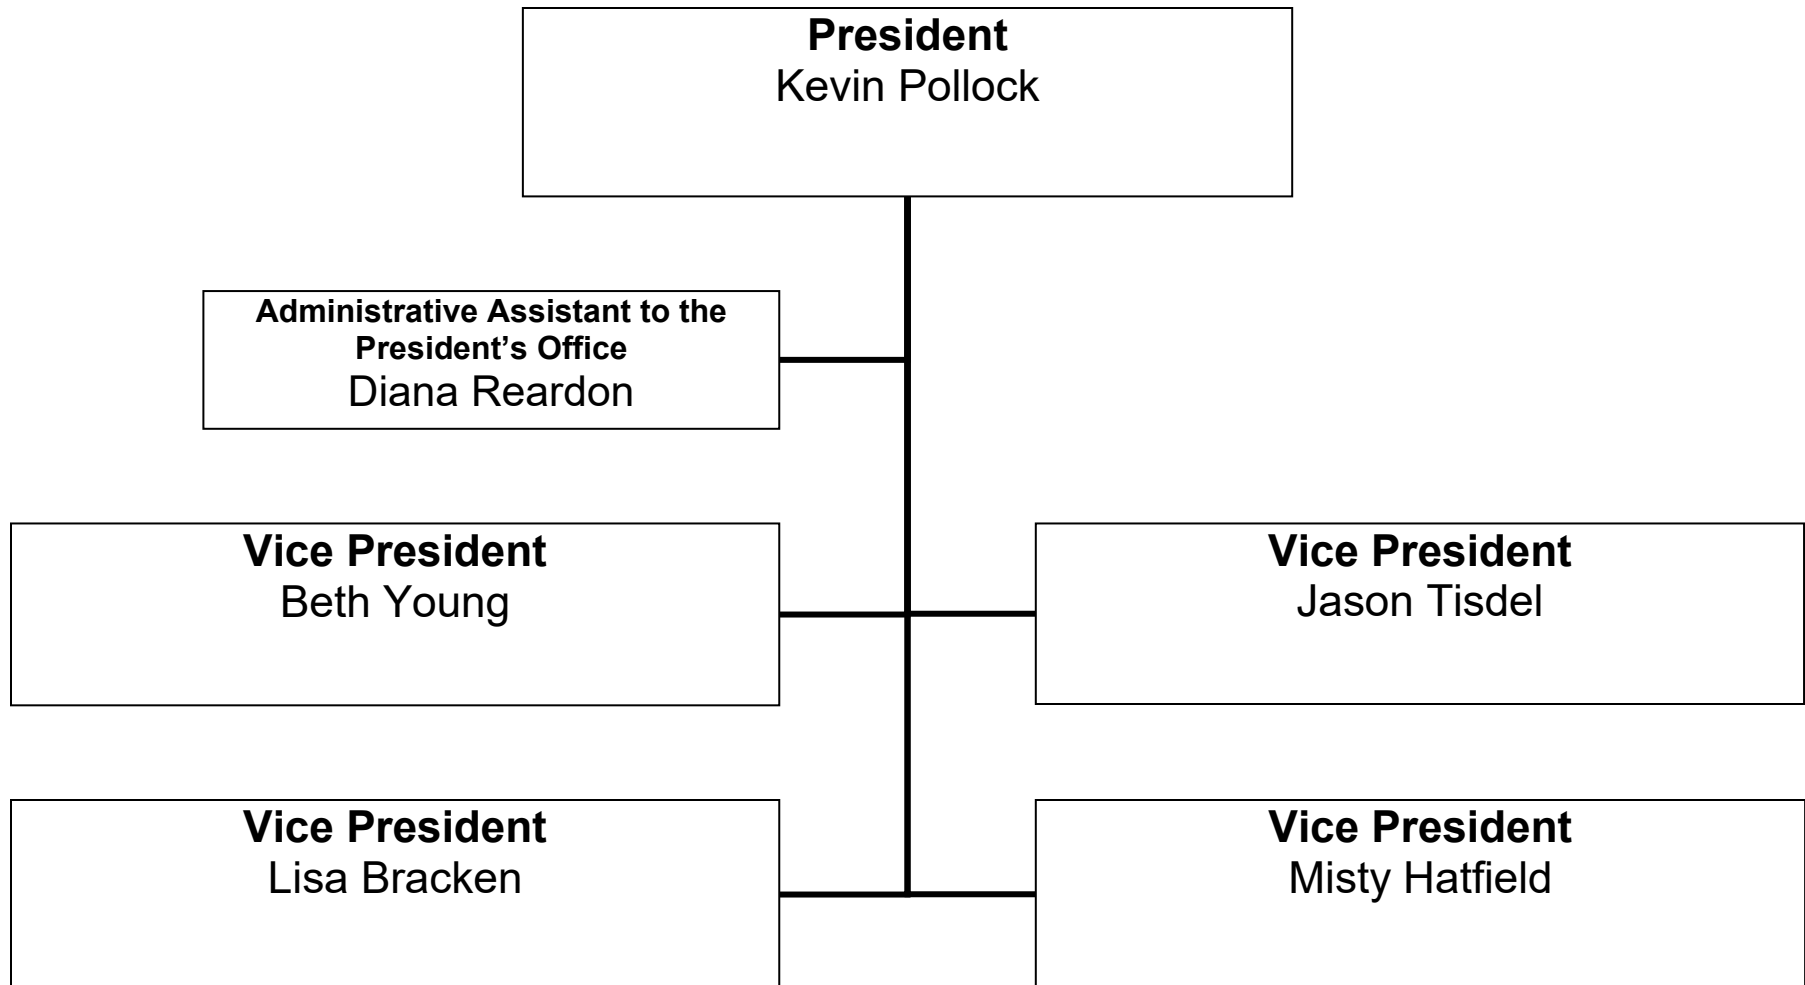 President
Kevin Pollock
Administrative Assistant to the
President’s Office
Diana Reardon
Vice President
Beth Young
Vice President
Jason Tisdel
Vice President
Lisa Bracken
Vice President
Misty Hatfield